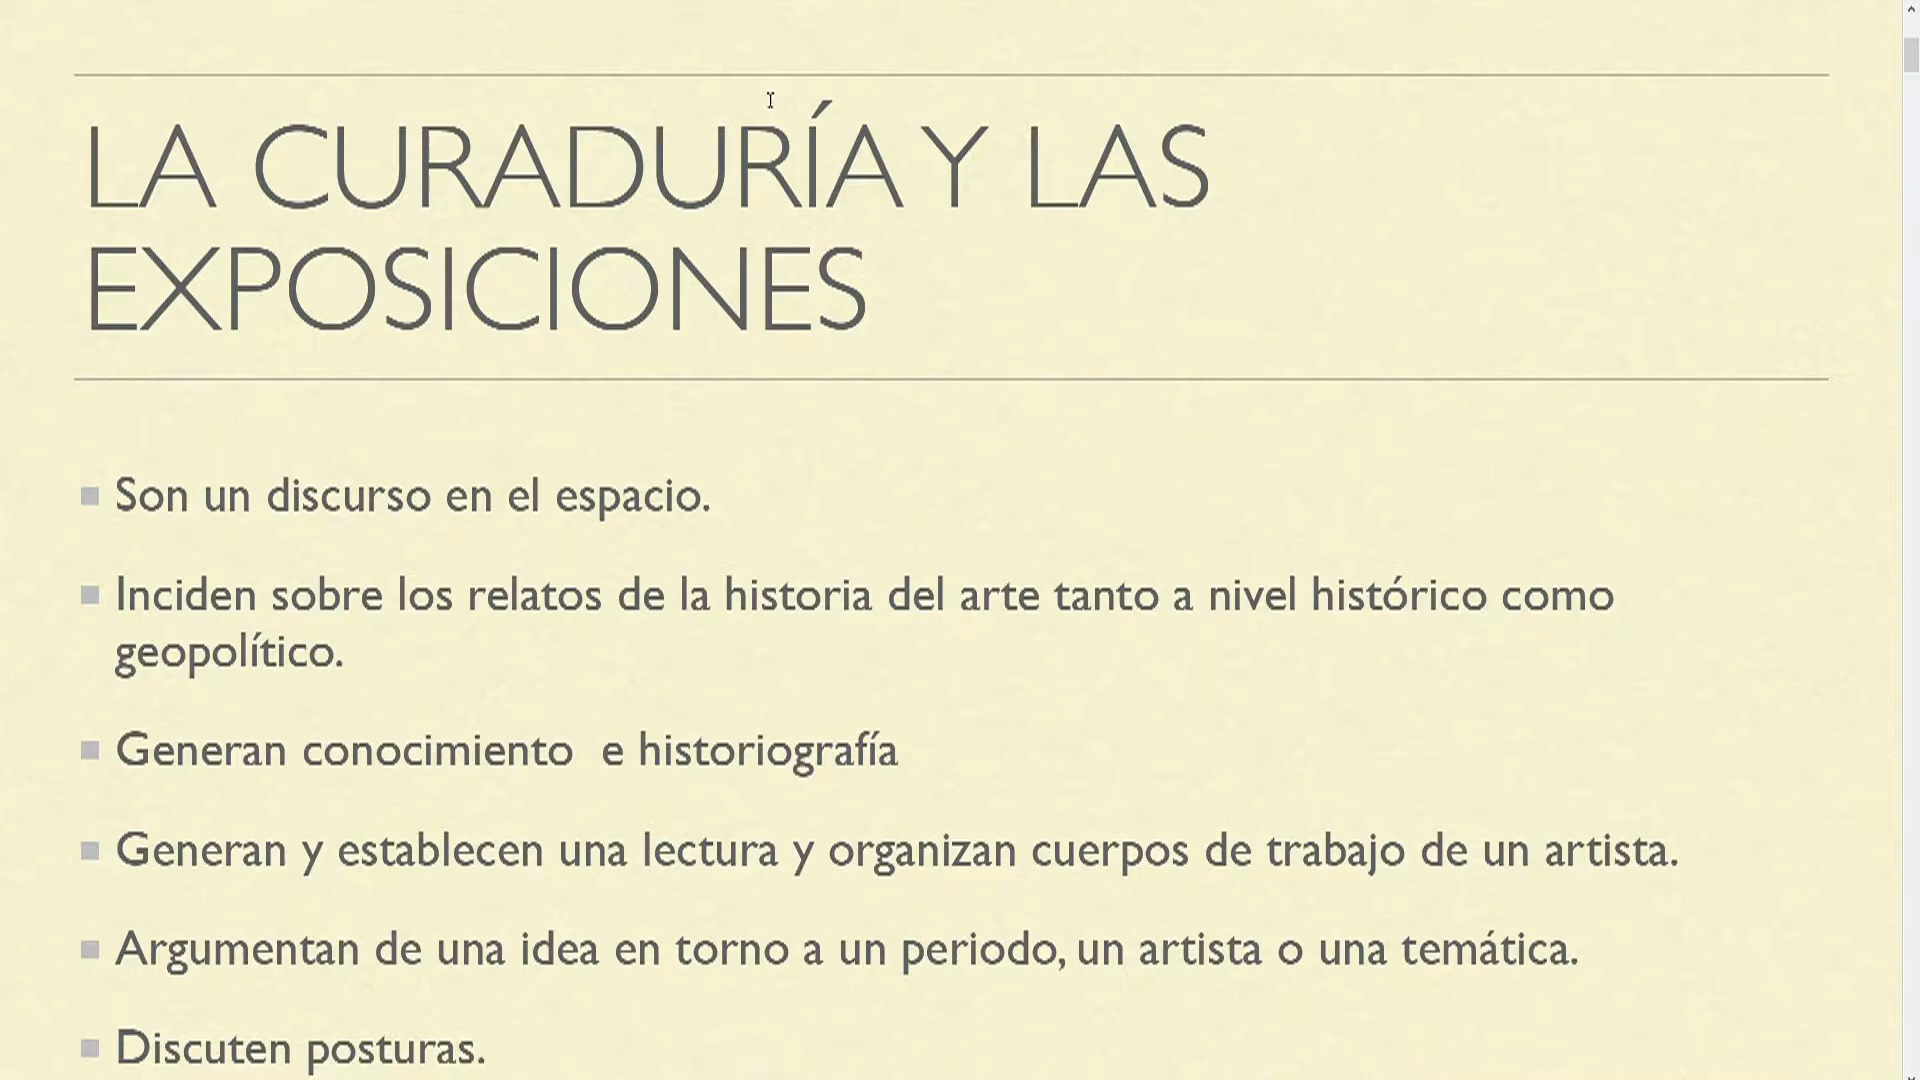 LA CURADURÍA Y LAS
EXPOSICIONES
Son un discurso en el espacio.
Inciden sobre los relatos de la historia del arte tanto a nivel histórico como
geopolítico.
Generan conocimiento e historiografía
Generan y establecen una lectura y organizan cuerpos de trabajo de un artista.
Argumentan de una idea en torno a un periodo, un artista o una temática.
Discuten posturas.